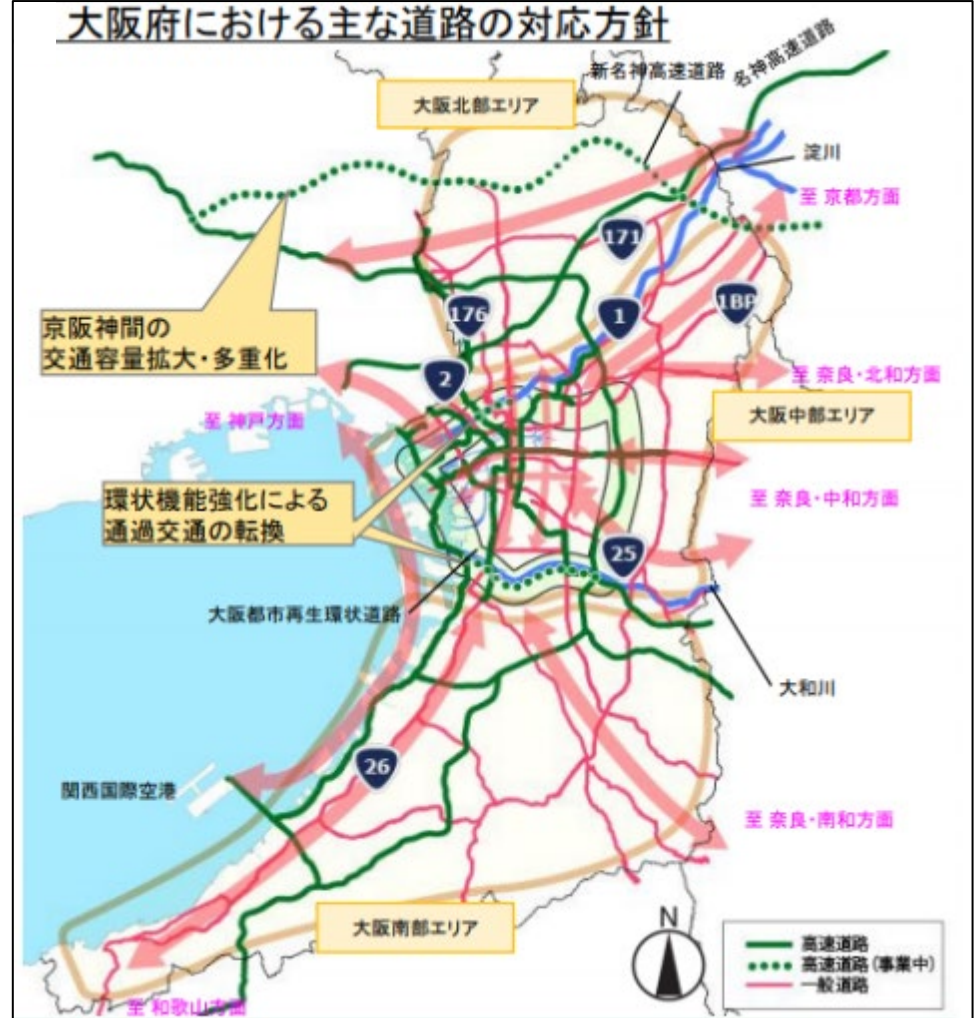 大阪府における主な道路の対応方針
新名神高速道路
名神高速道路
大阪北部エリア
淀川
至 京都方面
171
176
1
1BP
京阪神間の
交通容量拡大・多重化
2
至 奈良・北和方面
大阪中部エリア
至 神戸方面
環状機能強化による
通過交通の転換
至 奈良・中和方面
25
大阪都市再生環状道路
大和川
26
関西国際空港
至 奈良・南和方面
大阪南部エリア
N
高速道路
高速道路(事業中)
一般道路
至 和歌山方面